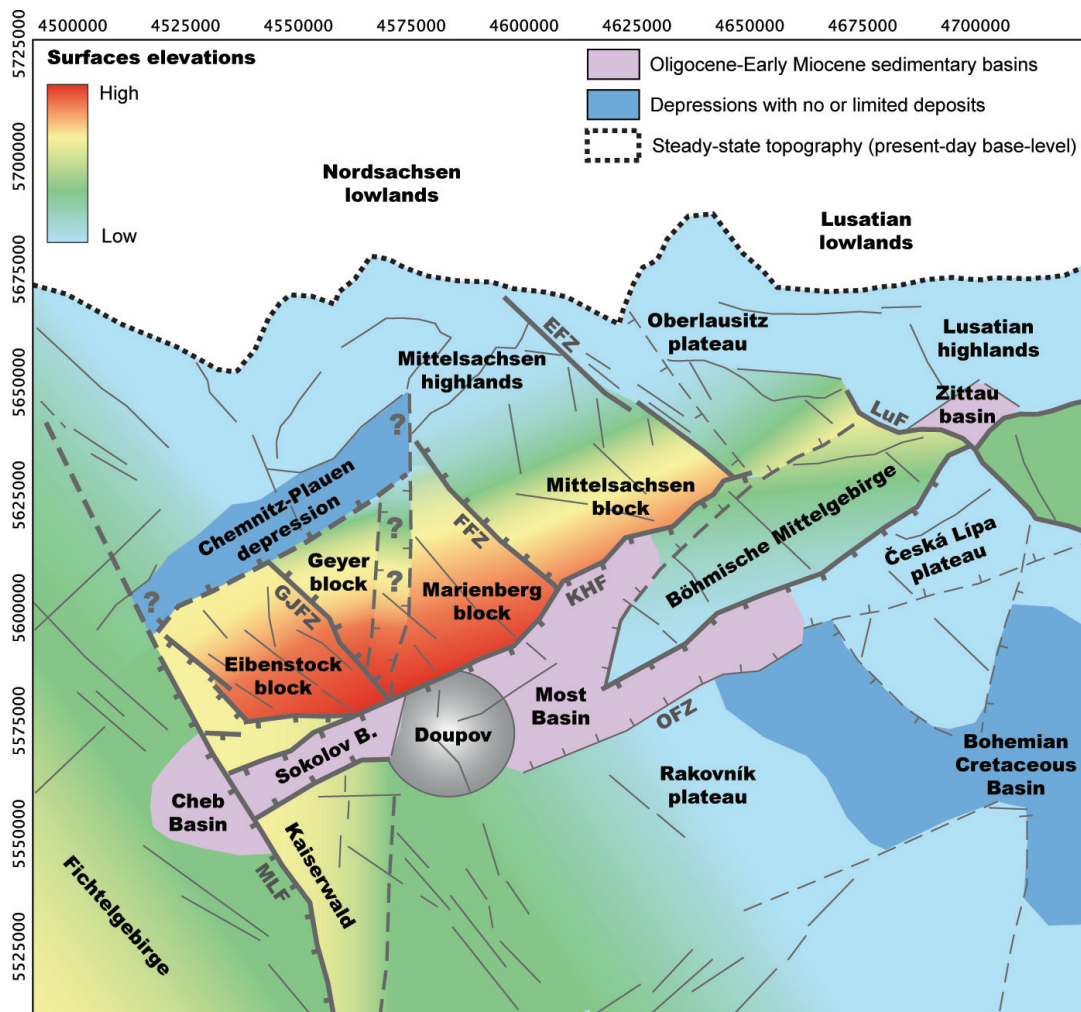 4500000
4525000
4550000
4575000
4600000
4625000
4650000
4675000
4700000
5725000
5700000
5675000
5650000
5625000
5600000
5575000
5550000
5525000
Surfaces elevations
High
Low
Oligocene-Early Miocene sedimentary basins
Depressions with no or limited deposits
Steady-state topography (present-day base-level)
Nordsachsen
lowlands
Lusatian
lowlands
Mittelsachsen
highlands
EFZ
Oberlausitz
plateau
Lusatian
highlands
Zittau
basin
LuF
?
Chemnitz-Plauen
depression
Mittelsachsen
block
Böhmische Mittelgebirge
Česká Lípa
plateau
?
Geyer
block
FFZ
?
?
GJFZ
Marienberg
block
KHF
Eibenstock
block
Most
Basin
Doupov
Sokolov B.
OFZ
Rakovník
plateau
Bohemian
Cretaceous
Basin
Cheb
Basin
Kaiserwald
MLF
Fichtelgebirge